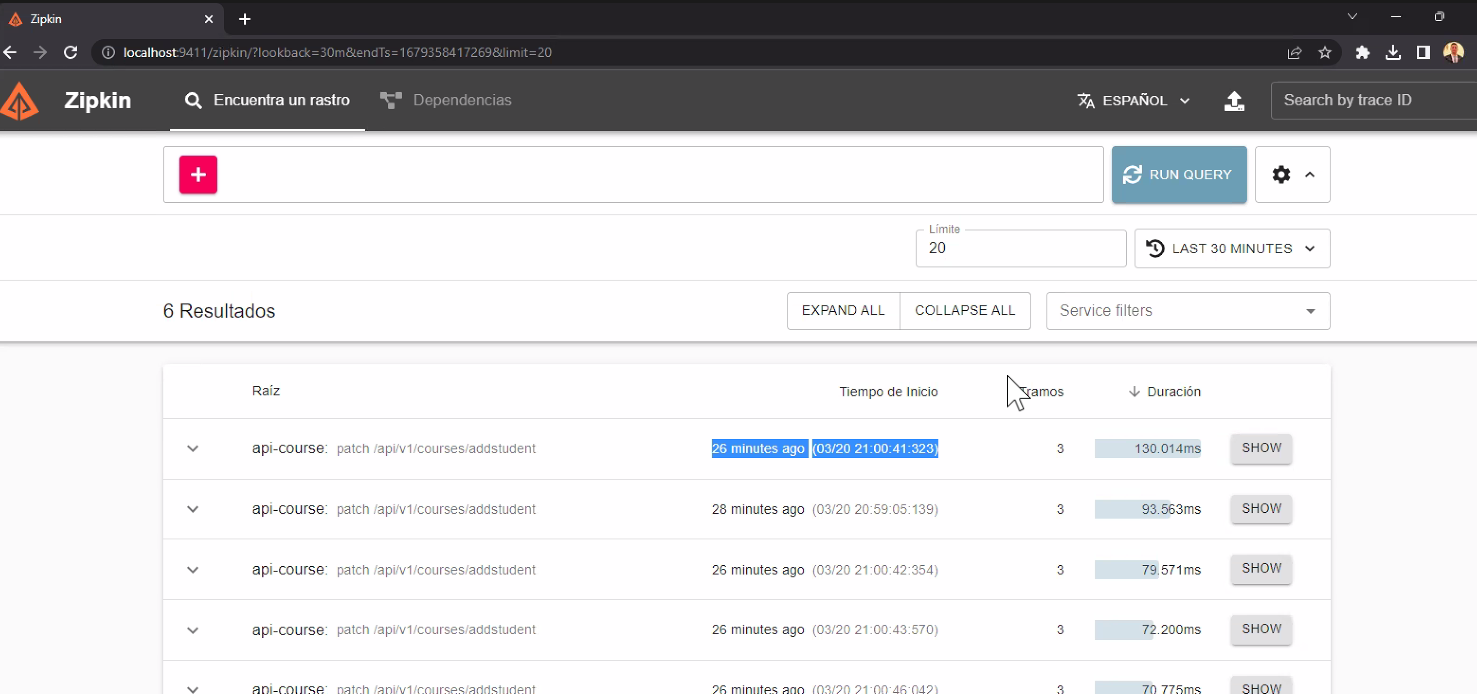 Zipkin
localhost:9411/zipkin/?lookback=30m&endTs=1679358417269&limit=20
Zipkin Encuentra un rastro Dependencias ESPAÑOL Search by trace ID
+ RUN QUERY
Límite
20 LAST 30 MINUTES
6 Resultados EXPAND ALL COLLAPSE ALL Service filters
Raíz Tiempo de Inicio Tramos Duración
api-course: patch /api/v1/courses/addstudent 26 minutes ago (03/20 21:00:41:323) 3 130.014ms SHOW
api-course: patch /api/v1/courses/addstudent 28 minutes ago (03/20 20:59:05:139) 3 93.563ms SHOW
api-course: patch /api/v1/courses/addstudent 26 minutes ago (03/20 21:00:42:354) 3 79.571ms SHOW
api-course: patch /api/v1/courses/addstudent 26 minutes ago (03/20 21:00:43:570) 3 72.200ms SHOW
api-course: patch /api/v1/courses/addstudent 26 minutes ago (03/20 21:00:46:042) 3 70.775ms SHOW